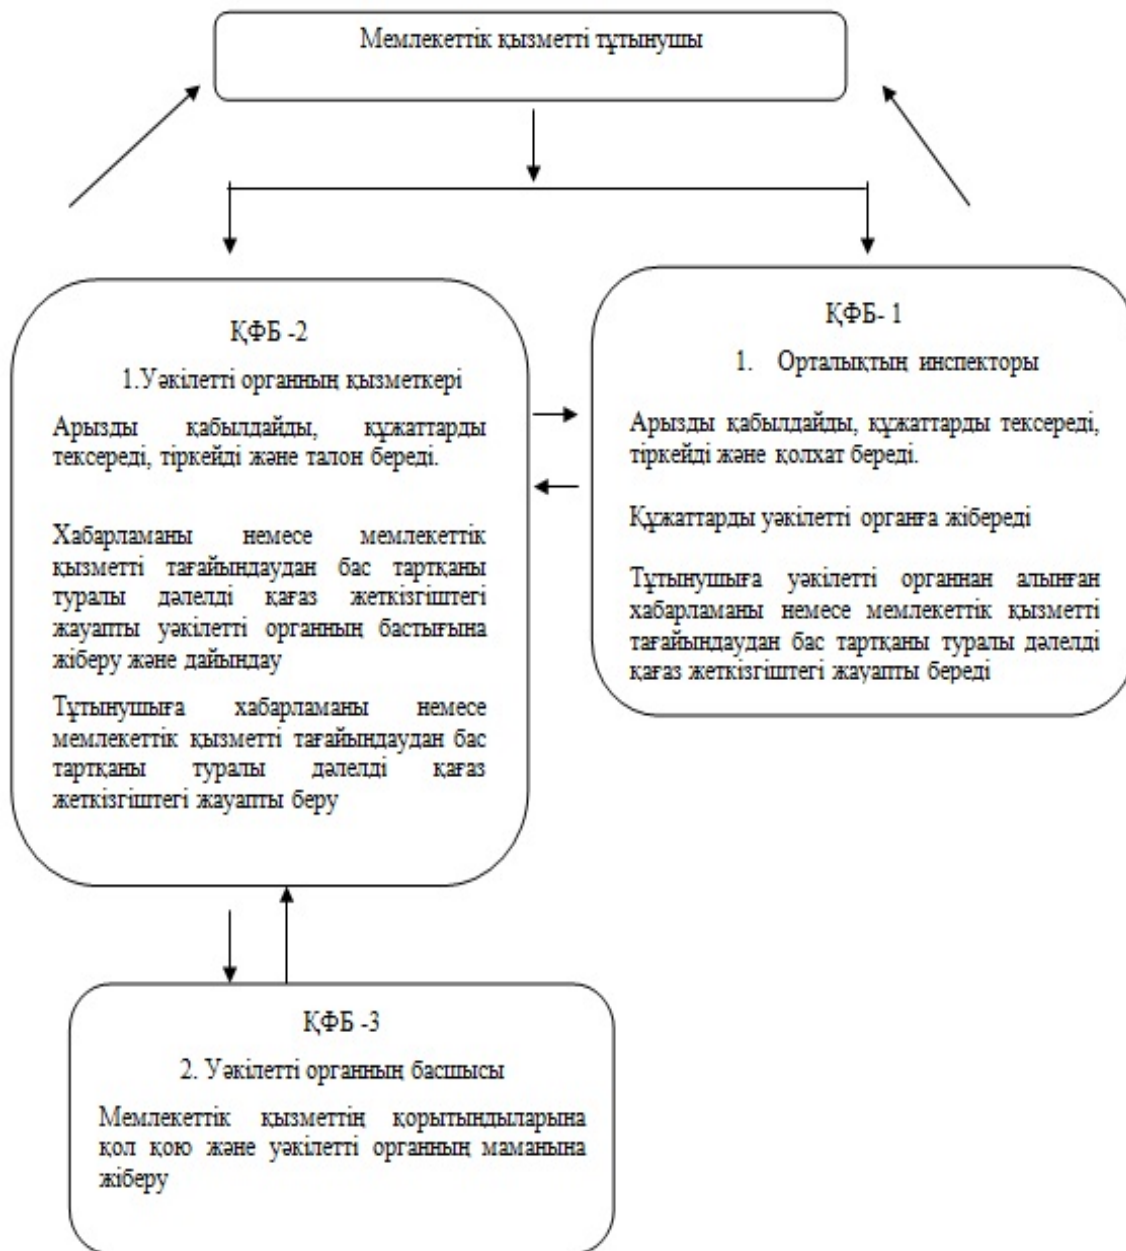 Мемлекеттік қызметті тұтынушы
ҚФБ -2
1.Уәкілетті органның қызметкері
Арызды қабылдайды, құжаттарды
тексереді, тіркейді және талон береді.
Хабарламаны немесе мемлекеттік
қызметті тағайындаудан бас тартқаны
туралы дәлелді қағаз жеткізгіштегі
жауапты уәкілетті органның бастығына
жіберу және дайындау
Тұтынушыға хабарламаны немесе
мемлекеттік қызметті тағайындаудан бас
тартқаны туралы дәлелді қағаз
жеткізгіштегі жауапты беру
ҚФБ- 1
1. Орталықтың инспекторы
Арызды қабылдайды, құжаттарды тексереді,
тіркейді және қолхат береді.
Құжаттарды уәкілетті органға жібереді
Тұтынушыға уәкілетті органнан алынған
хабарламаны немесе мемлекеттік қызметті
тағайындаудан бас тартқаны туралы дәлелді
қағаз жеткізгіштегі жауапты береді
ҚФБ -3
2. Уәкілетті органның басшысы
Мемлекеттік қызметтің қорытындыларына
қол қою және уәкілетті органның маманына
жіберу